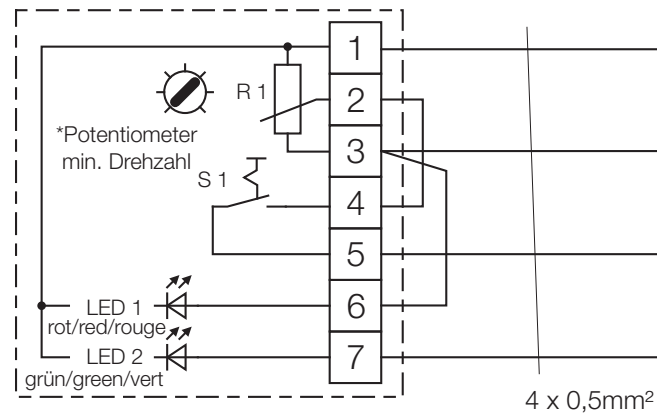 1
R 1
2
*Potentiometer
min. Drehzahl
3
S 1
4
5
LED 1
rot/red/rouge
6
LED 2
grün/green/vert
7
4 x 0,5mm²